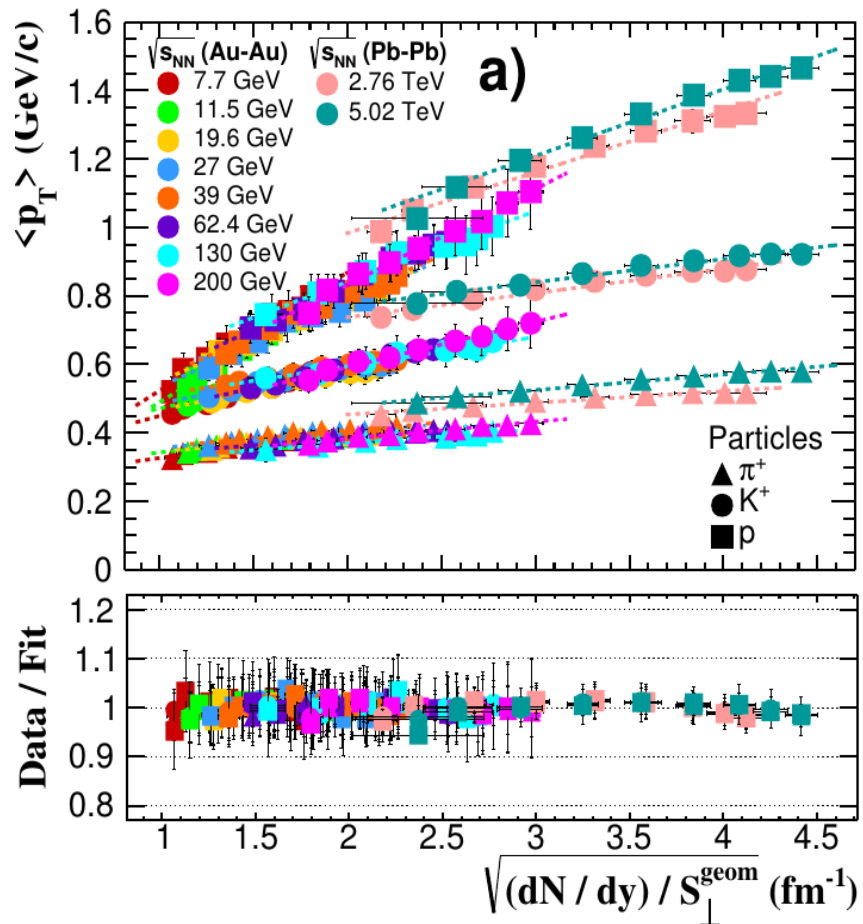 1.6
1.4
1.2
1
0.8
0.6
0.4
0.2
0
<p_T> (GeV/c)
√s_NN (Au-Au)
7.7 GeV
11.5 GeV
19.6 GeV
27 GeV
39 GeV
62.4 GeV
130 GeV
200 GeV
√s_NN (Pb-Pb)
2.76 TeV
5.02 TeV
a)
Particles
π⁺
K⁺
p
1.2
1.1
1
0.9
0.8
Data / Fit
1 1.5 2 2.5 3 3.5 4 4.5
√(dN / dy) / S_⊥^geom (fm⁻¹)